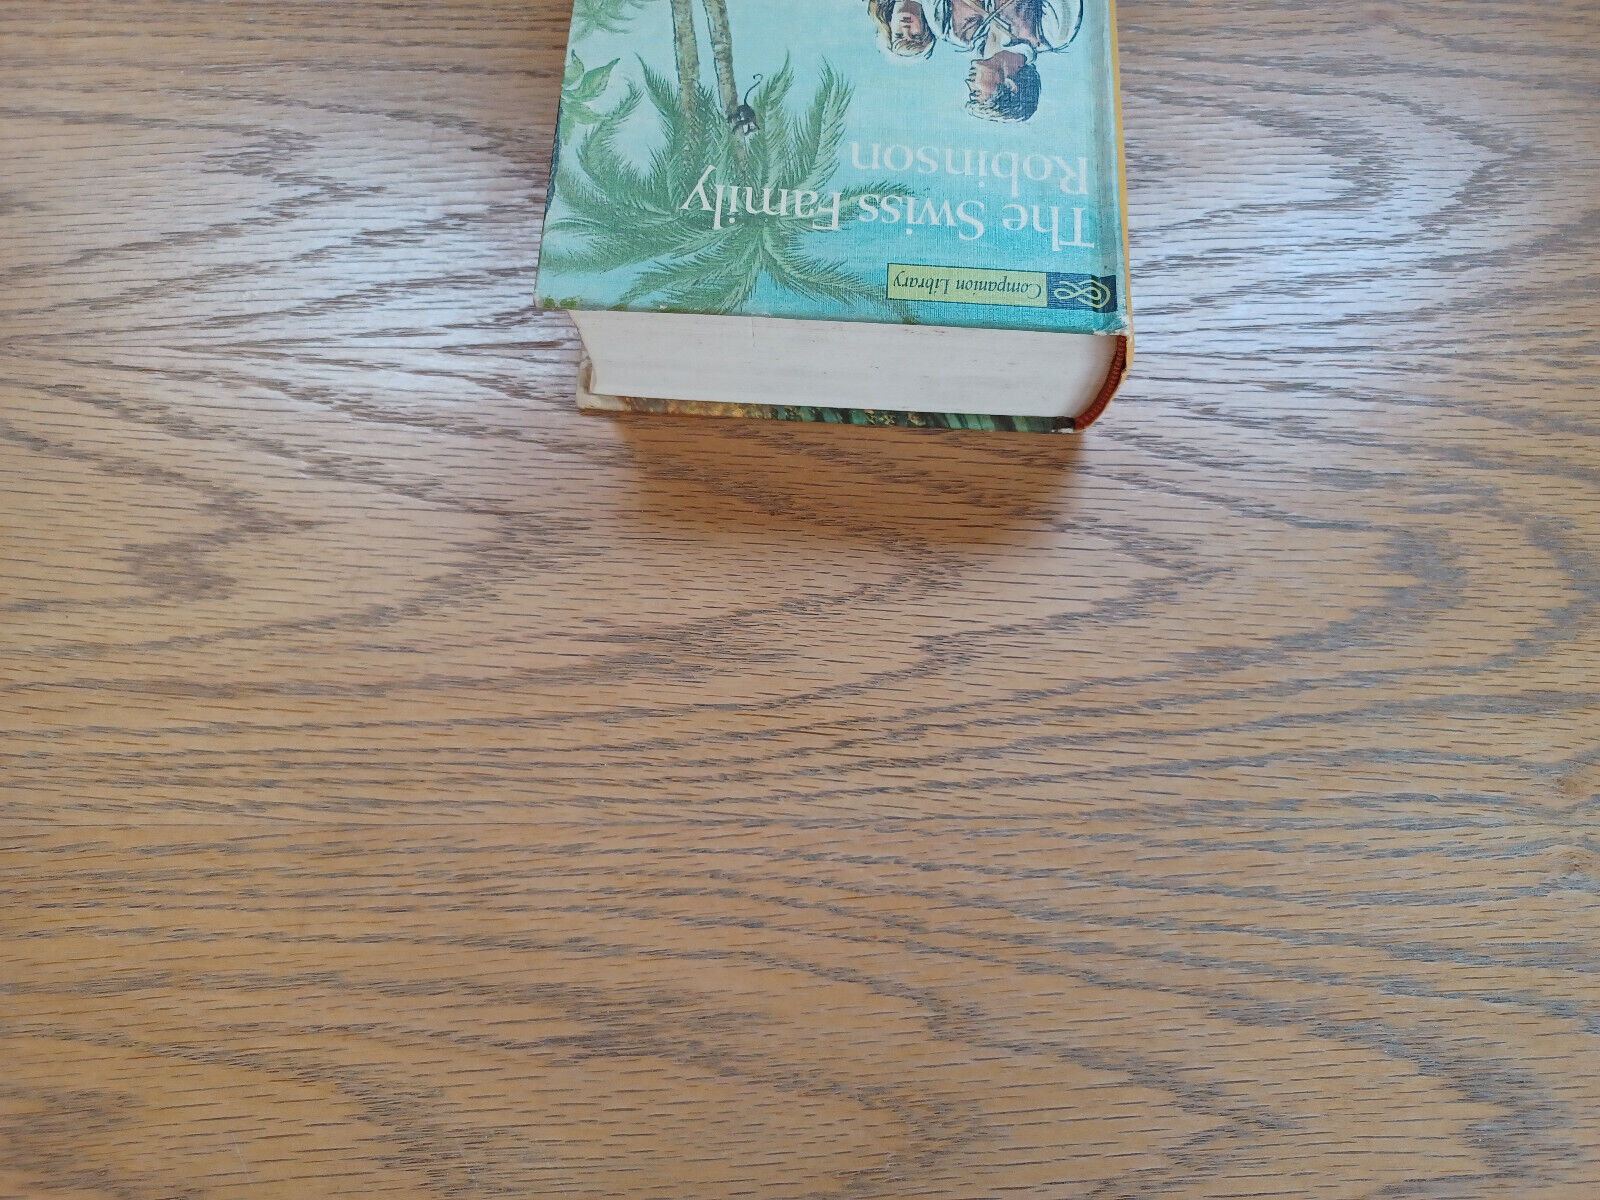 Companion Library
The Swiss Family
Robinson